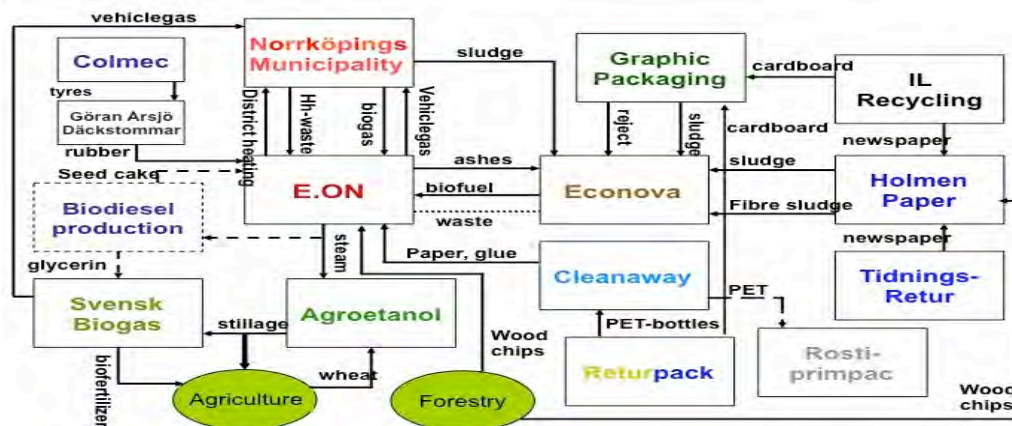 vehiclegas
Colmec
tyres
Göran Arsjö
Däckstommar
rubber
Seed cake
Biodiesel
production
glycerin
Svensk
Biogas
biofertilizer
stillage
Agriculture
wheat
Norrköpings
Municipality
District heating
Hh-waste
biogas
Vehiclegas
sludge
E.ON
ashes
biofuel
waste
steam
Paper, glue
Agroetanol
Wood
chips
Forestry
Graphic
Packaging
reject
sludge
cardboard
cardboard
IL
Recycling
newspaper
Econova
sludge
Fibre sludge
Holmen
Paper
newspaper
Cleanaway
PET
PET-bottles
Tidnings-
Retur
Returpack
Rosti-
primpac
Wood
chips